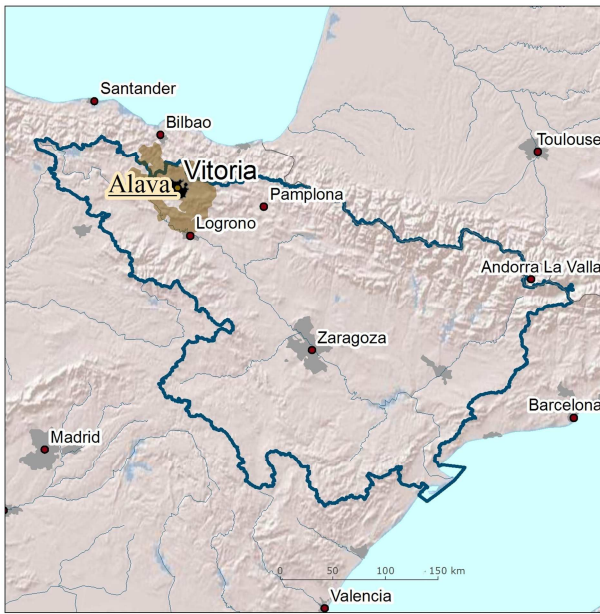 Santander
Bilbao
Toulouse
Vitoria
Alava
Pamplona
Logrono
Andorra La Valla
Zaragoza
Barcelona
Madrid
0 50 100 150 km
Valencia